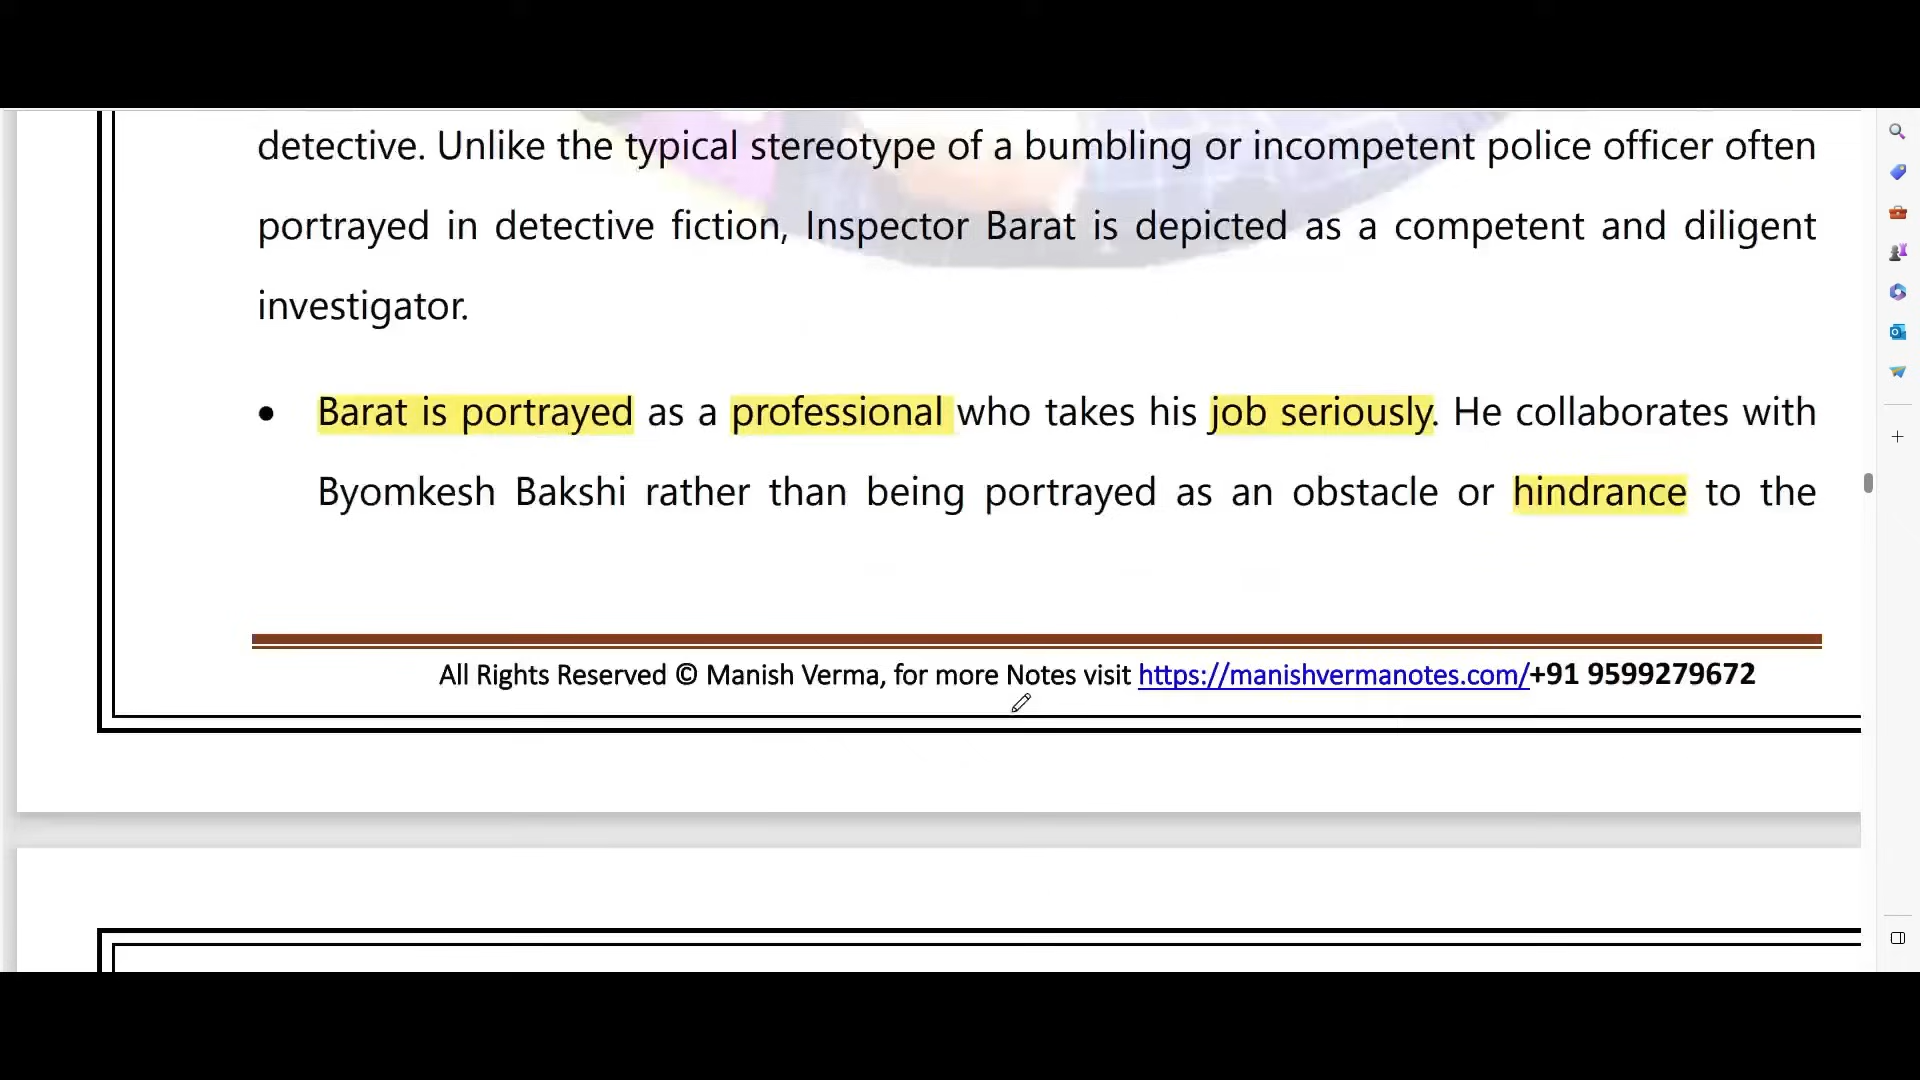 detective. Unlike the typical stereotype of a bumbling or incompetent police officer often
portrayed in detective fiction, Inspector Barat is depicted as a competent and diligent
investigator.
• Barat is portrayed as a professional who takes his job seriously. He collaborates with
Byomkesh Bakshi rather than being portrayed as an obstacle or hindrance to the
All Rights Reserved © Manish Verma, for more Notes visit https://manishvermanotes.com/+91 9599279672